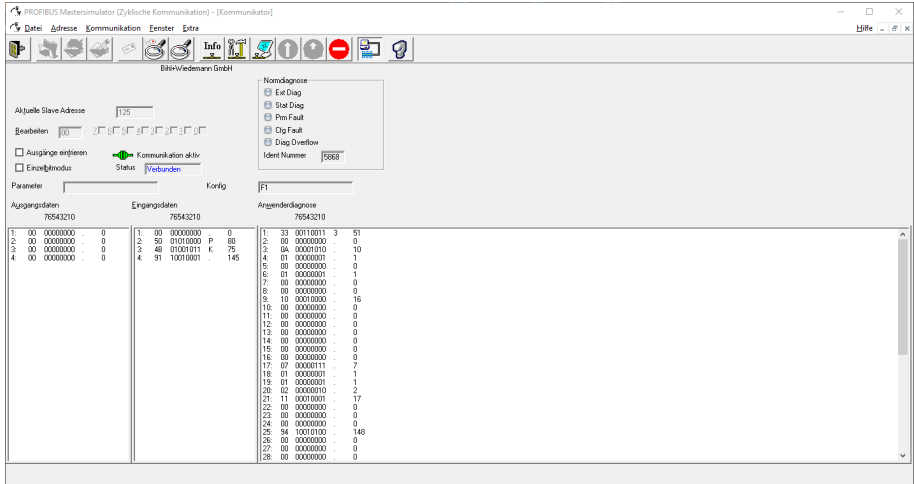 PROFIBUS Mastersimulator (Zyklische Kommunikation) - [Kommunikator]
Datei Adresse Kommunikation Fenster Extra Hilfe
Info
Bihl+Wiedemann GmbH
Normdiagnose
Ext Diag
Stat Diag
Prm Fault
Cfg Fault
Diag Overflow
Ident Nummer 5868
Aktuelle Slave Adresse 125
Bearbeiten 00 7 6 5 4 3 2 1 0
Ausgänge einfrieren Kommunikation aktiv
Einzelbitmodus Status Verbunden
Parameter Konfig F1
Ausgangsdaten Eingangsdaten Anwenderdiagnose
76543210 76543210 76543210
1: 00 00000000 . 0
2: 00 00000000 . 0
3: 00 00000000 . 0
4: 00 00000000 . 0
1: 00 00000000 . 0
2: 50 01010000 P 80
3: 4B 01001011 K 75
4: 91 10010001 . 145
1: 33 00110011 3 51
2: 00 00000000 . 0
3: 0A 00001010 . 10
4: 01 00000001 . 1
5: 00 00000000 . 0
6: 01 00000001 . 1
7: 00 00000000 . 0
8: 00 00000000 . 0
9: 10 00010000 . 16
10: 00 00000000 . 0
11: 00 00000000 . 0
12: 00 00000000 . 0
13: 00 00000000 . 0
14: 00 00000000 . 0
15: 00 00000000 . 0
16: 00 00000000 . 0
17: 07 00000111 . 7
18: 01 00000001 . 1
19: 01 00000001 . 1
20: 02 00000010 . 2
21: 11 00010001 . 17
22: 00 00000000 . 0
23: 00 00000000 . 0
24: 00 00000000 . 0
25: 94 10010100 . 148
26: 00 00000000 . 0
27: 00 00000000 . 0
28: 00 00000000 . 0